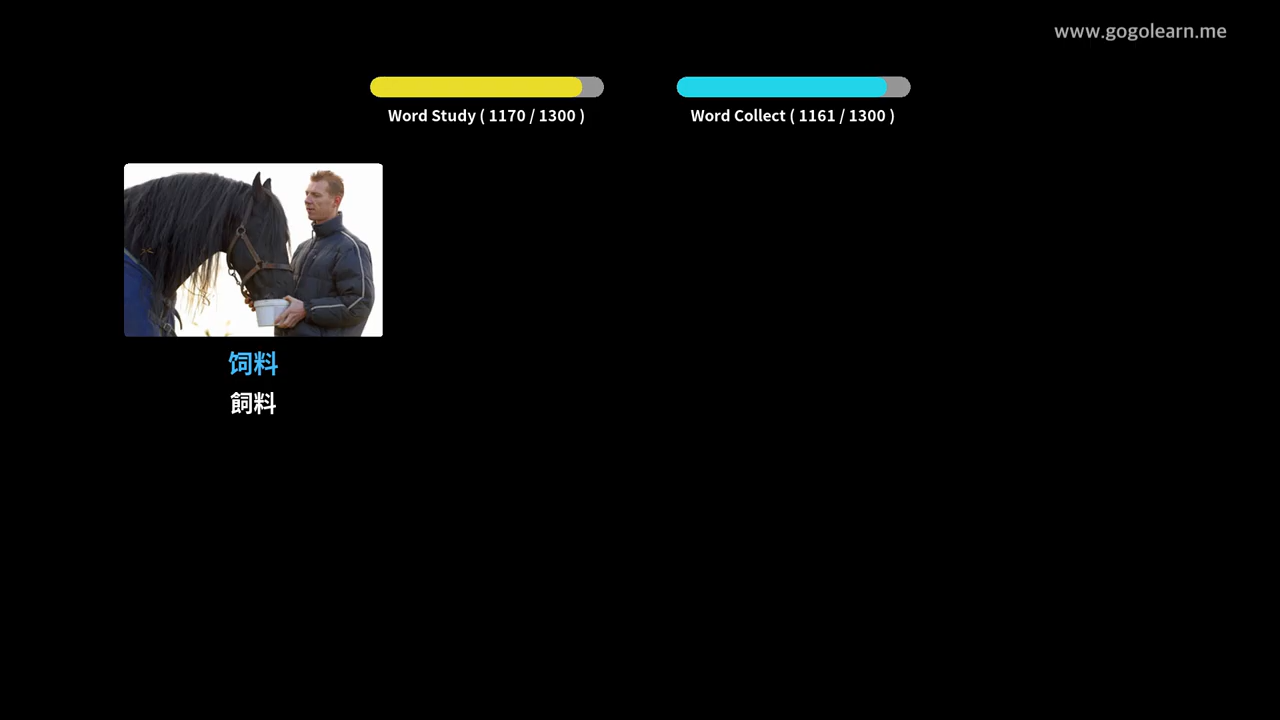 www.gogolearn.me
Word Study ( 1170 / 1300 )
Word Collect ( 1161 / 1300 )
饲料
飼料